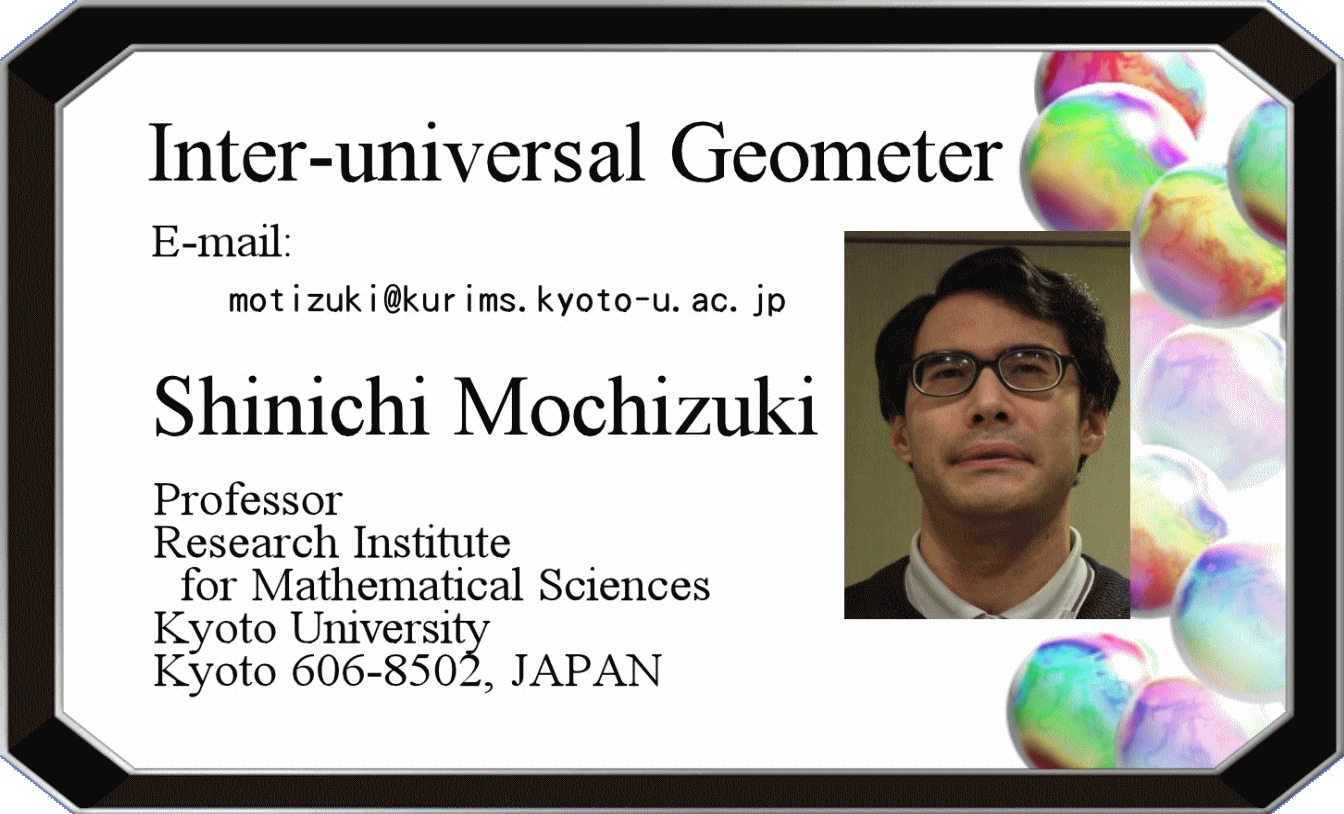 Inter-universal Geometer
E-mail:
motizuki@kurims.kyoto-u.ac.jp
Shinichi Mochizuki
Professor
Research Institute
for Mathematical Sciences
Kyoto University
Kyoto 606-8502, JAPAN